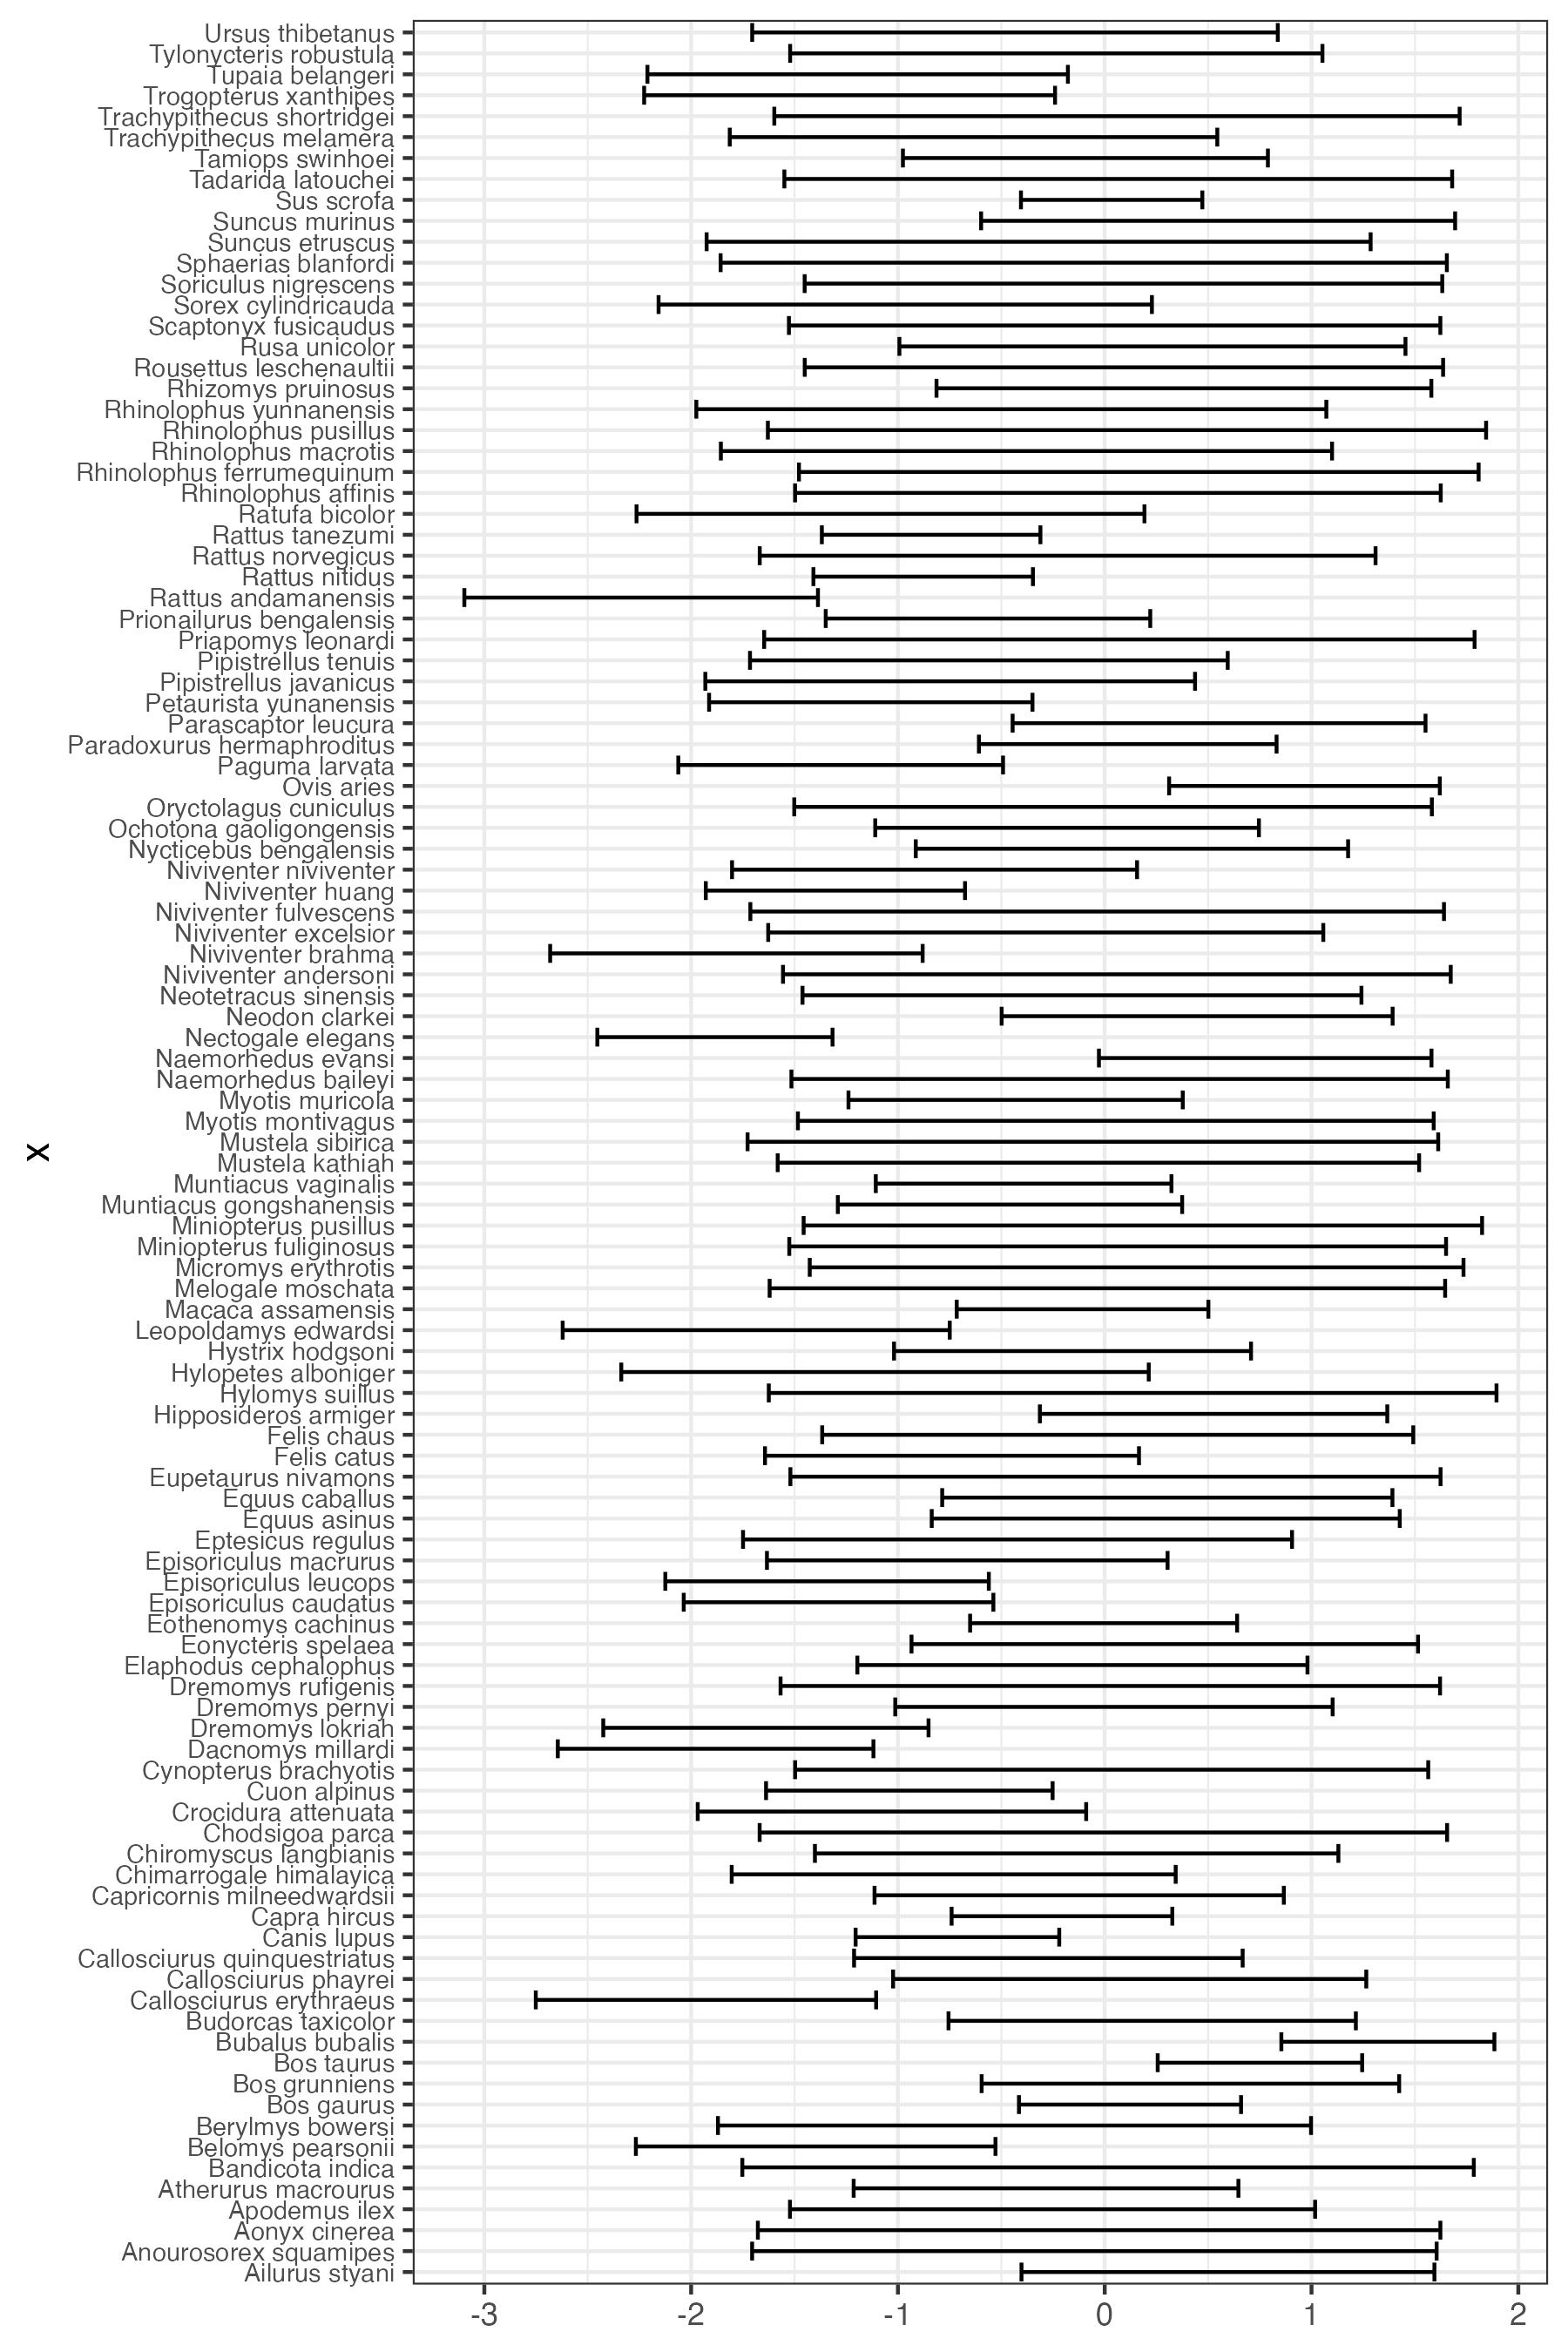 Ursus thibetanus
Tylonycteris robustula
Tupaia belangeri
Trogopterus xanthipes
Trachypithecus shortridgei
Trachypithecus melamera
Tamiops swinhoei
Tadarida latouchei
Sus scrofa
Suncus murinus
Suncus etruscus
Sphaerias blanfordi
Soriculus nigrescens
Sorex cylindricauda
Scaptonyx fusicaudus
Rusa unicolor
Rousettus leschenaultii
Rhizomys pruinosus
Rhinolophus yunnanensis
Rhinolophus pusillus
Rhinolophus macrotis
Rhinolophus ferrumequinum
Rhinolophus affinis
Ratufa bicolor
Rattus tanezumi
Rattus norvegicus
Rattus nitidus
Rattus andamanensis
Prionailurus bengalensis
Priapomys leonardi
Pipistrellus tenuis
Pipistrellus javanicus
Petaurista yunanensis
Parascaptor leucura
Paradoxurus hermaphroditus
Paguma larvata
Ovis aries
Oryctolagus cuniculus
Ochotona gaoligongensis
Nycticebus bengalensis
Niviventer niviventer
Niviventer huang
Niviventer fulvescens
Niviventer excelsior
Niviventer brahma
Niviventer andersoni
Neotetracus sinensis
Neodon clarkei
Nectogale elegans
Naemorhedus evansi
Naemorhedus baileyi
Myotis muricola
Myotis montivagus
Mustela sibirica
Mustela kathiah
Muntiacus vaginalis
Muntiacus gongshanensis
Miniopterus pusillus
Miniopterus fuliginosus
Micromys erythrotis
Melogale moschata
Macaca assamensis
Leopoldamys edwardsi
Hystrix hodgsoni
Hylopetes alboniger
Hylomys suillus
Hipposideros armiger
Felis chaus
Felis catus
Eupetaurus nivamons
Equus caballus
Equus asinus
Eptesicus regulus
Episoriculus macrurus
Episoriculus leucops
Episoriculus caudatus
Eothenomys cachinus
Eonycteris spelaea
Elaphodus cephalophus
Dremomys rufigenis
Dremomys pernyi
Dremomys lokriah
Dacnomys millardi
Cynopterus brachyotis
Cuon alpinus
Crocidura attenuata
Chodsigoa parca
Chiromyscus langbianis
Chimarrogale himalayica
Capricornis milneedwardsii
Capra hircus
Canis lupus
Callosciurus quinquestriatus
Callosciurus phayrei
Callosciurus erythraeus
Budorcas taxicolor
Bubalus bubalis
Bos taurus
Bos grunniens
Bos gaurus
Berylmys bowersi
Belomys pearsonii
Bandicota indica
Atherurus macrourus
Apodemus ilex
Aonyx cinerea
Anourosorex squamipes
Ailurus styani
x
-3 -2 -1 0 1 2